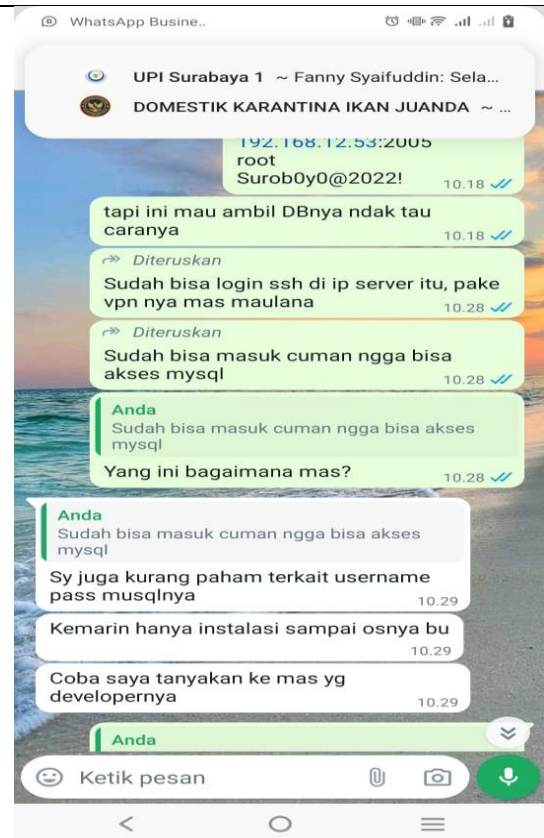 WhatsApp Busine..
UPI Surabaya 1 ~ Fanny Syaifuddin: Sela...
DOMESTIK KARANTINA IKAN JUANDA ~ ...
192.168.12.53:2005
root
Surob0y0@2022!
10.18
tapi ini mau ambil DBnya ndak tau
caranya
10.18
Diteruskan
Sudah bisa login ssh di ip server itu, pake
vpn nya mas maulana
10.28
Diteruskan
Sudah bisa masuk cuman ngga bisa
akses mysql
10.28
Anda
Sudah bisa masuk cuman ngga bisa akses
mysql
Yang ini bagaimana mas?
10.28
Anda
Sudah bisa masuk cuman ngga bisa akses
mysql
Sy juga kurang paham terkait username
pass musqlnya
10.29
Kemarin hanya instalasi sampai osnya bu
10.29
Coba saya tanyakan ke mas yg
developernya
10.29
Anda
Ketik pesan